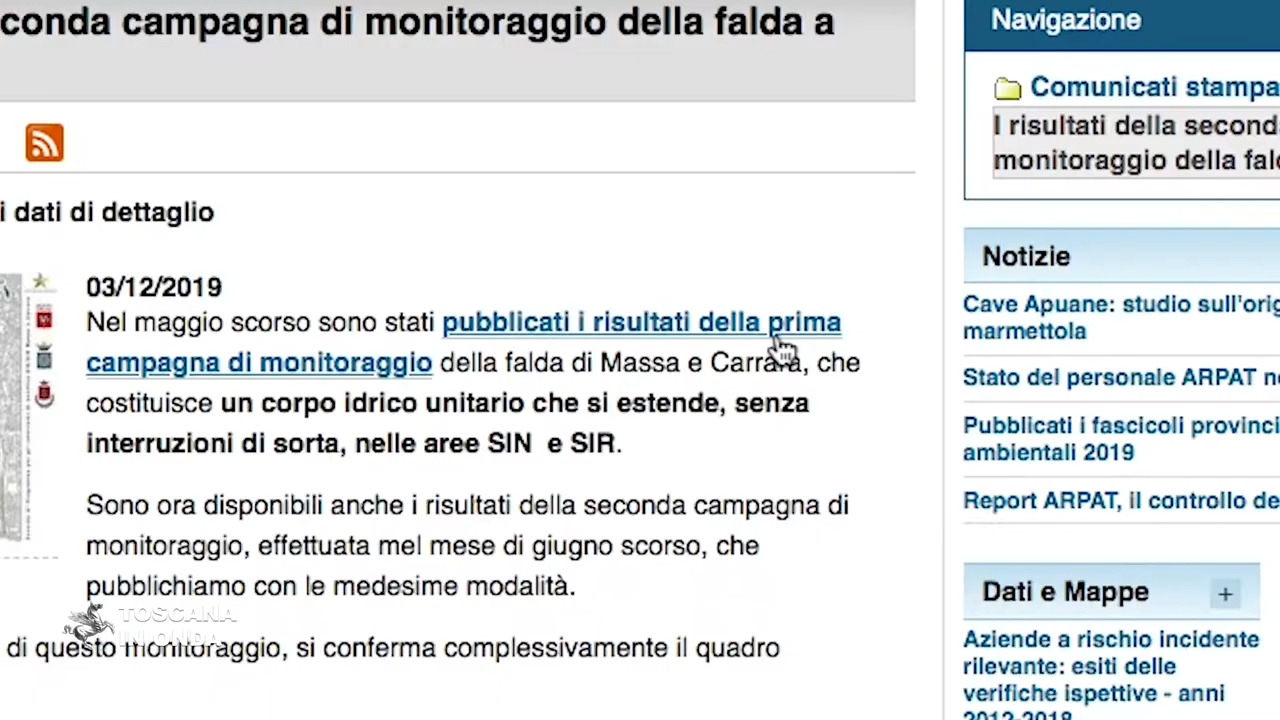 conda campagna di monitoraggio della falda a
i dati di dettaglio
03/12/2019
Nel maggio scorso sono stati pubblicati i risultati della prima
campagna di monitoraggio della falda di Massa e Carrara, che
costituisce un corpo idrico unitario che si estende, senza
interruzioni di sorta, nelle aree SIN e SIR.
Sono ora disponibili anche i risultati della seconda campagna di
monitoraggio, effettuata mel mese di giugno scorso, che
pubblichiamo con le medesime modalità.
di questo monitoraggio, si conferma complessivamente il quadro
TOSCANA
IN ONDA
Navigazione
Comunicati stampa
I risultati della second
monitoraggio della fald
Notizie
Cave Apuane: studio sull'orig
marmettola
Stato del personale ARPAT ne
Pubblicati i fascicoli provinci
ambientali 2019
Report ARPAT, il controllo de
Dati e Mappe +
Aziende a rischio incidente
rilevante: esiti delle
verifiche ispettive - anni
2012-2018